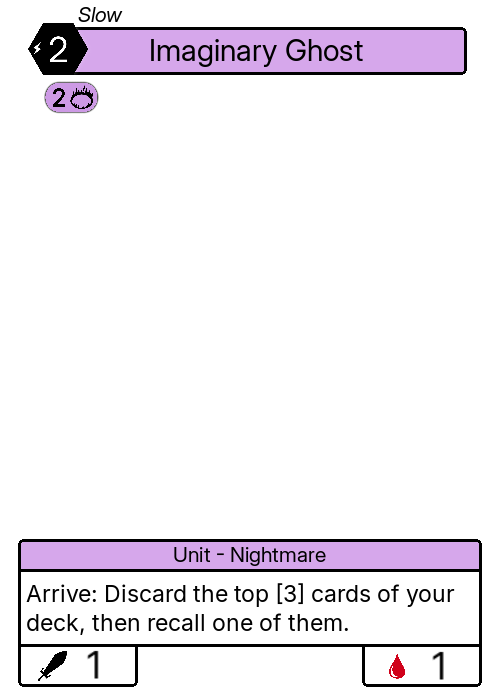 Slow
2 Imaginary Ghost
2
Unit - Nightmare
Arrive: Discard the top [3] cards of your
deck, then recall one of them.
1 1